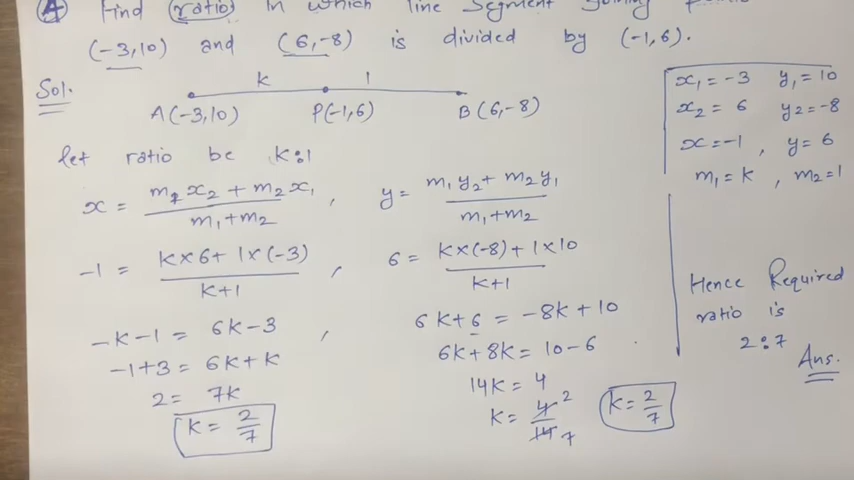 (4) Find (ratio) in which line segment joining points
(-3,10) and (6,-8) is divided by (-1,6).
Sol.
K 1
A(-3,10) P(-1,6) B(6,-8)
let ratio be K:1
x = m₁x₂ + m₂x₁ / m₁+m₂ , y = m₁y₂ + m₂y₁ / m₁+m₂
-1 = K×6 + 1×(-3) / K+1 , 6 = K×(-8) + 1×10 / K+1
-K-1 = 6K-3 , 6K+6 = -8K+10
-1+3 = 6K+K 6K+8K = 10-6
2 = 7K 14K = 4
K = 2/7 K = 4/14 2 7 K = 2/7
x₁ = -3 y₁ = 10
x₂ = 6 y₂ = -8
x = -1 , y = 6
m₁ = K , m₂ = 1
Hence Required
ratio is
2:7
Ans.